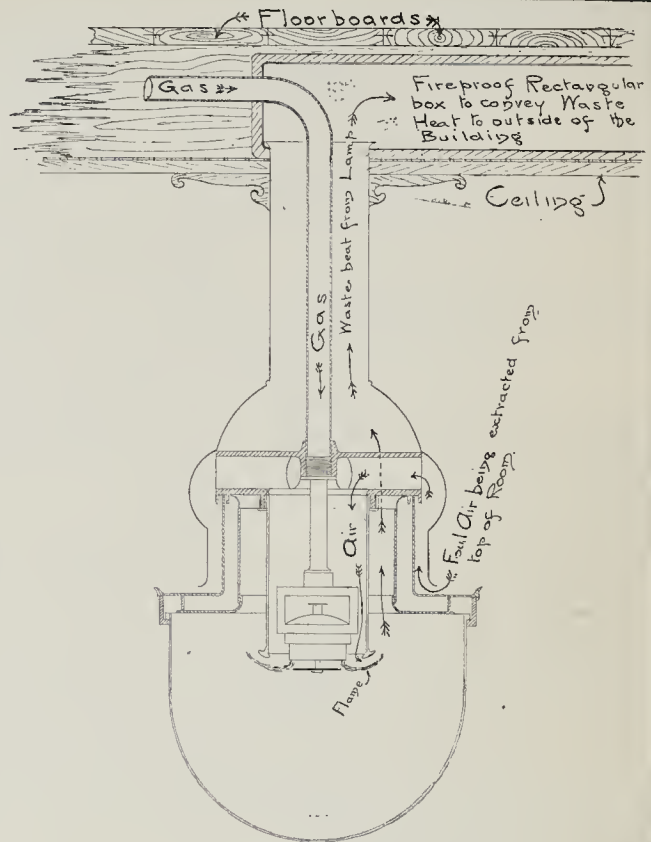 Floorboards
Gas
Fireproof Rectangular
box to convey Waste
Heat to outside of the
Building
Ceiling
Waste heat from Lamp
Gas
Foul Air being extracted from
top of Room
Air
Flame